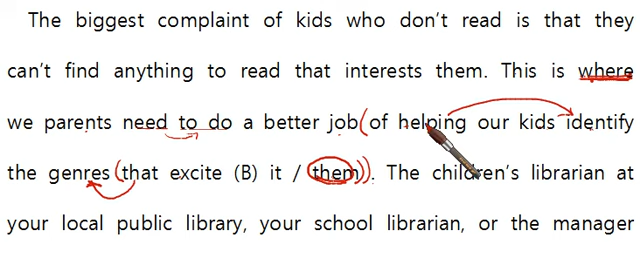 The biggest complaint of kids who don't read is that they
can't find anything to read that interests them. This is where
we parents need to do a better job of helping our kids identify
the genres that excite (B) it / them. The children's librarian at
your local public library, your school librarian, or the manager